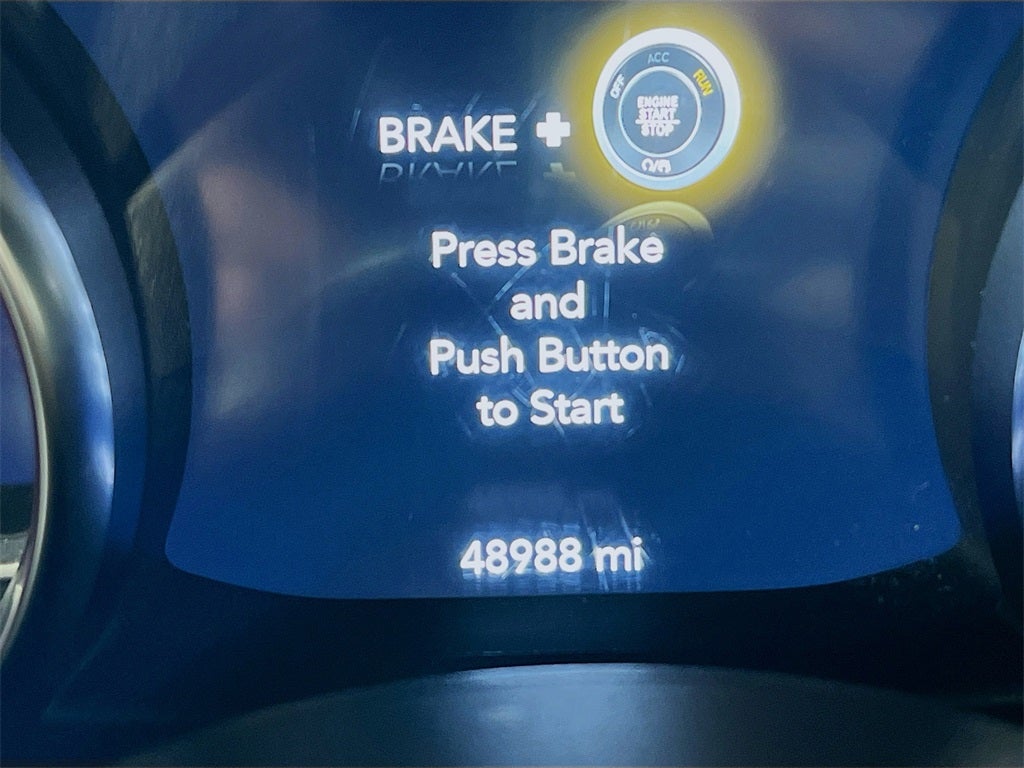 BRAKE +
ACC
OFF
RUN
ENGINE
START
STOP
Press Brake
and
Push Button
to Start
48988 mi